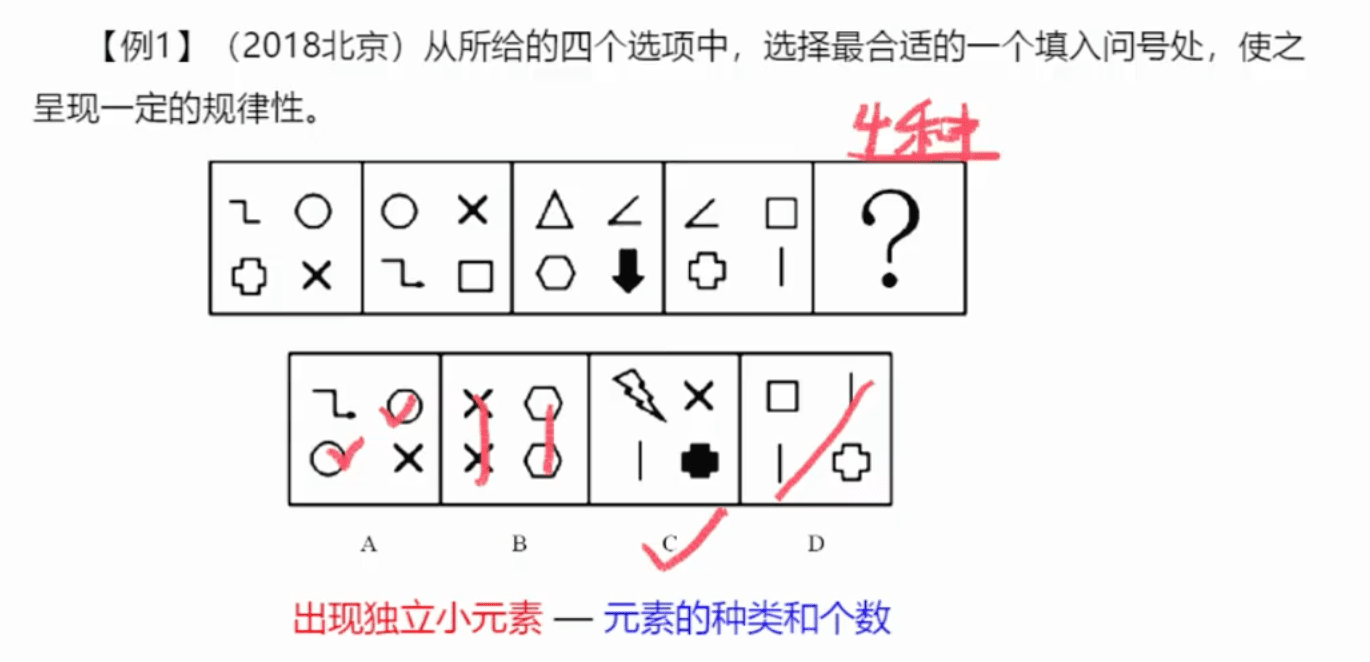 【例1】（2018北京）从所给的四个选项中，选择最合适的一个填入问号处，使之
呈现一定的规律性。
4种
?
A B C D
出现独立小元素 — 元素的种类和个数